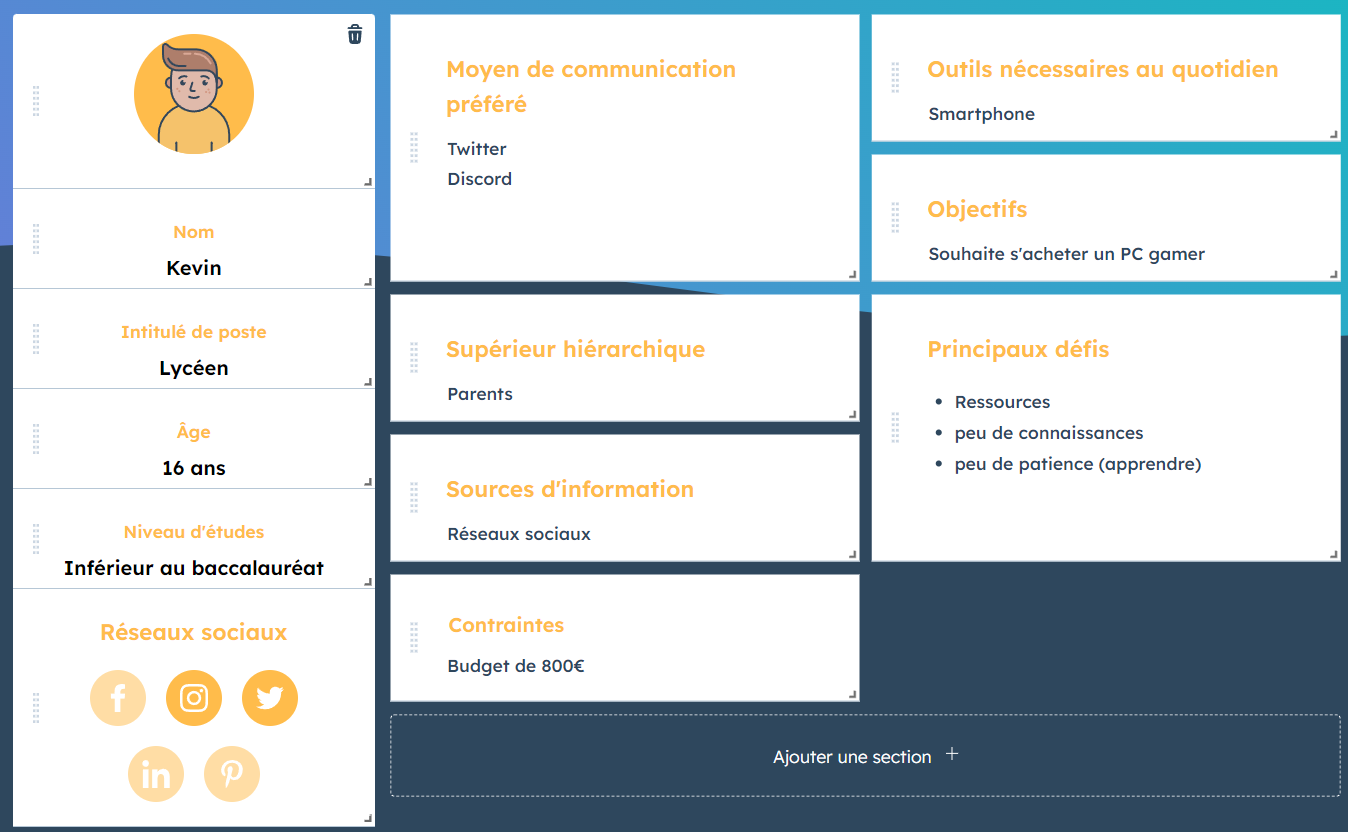 Nom
Kevin
Intitulé de poste
Lycéen
Âge
16 ans
Niveau d'études
Inférieur au baccalauréat
Réseaux sociaux
Moyen de communication
préféré
Twitter
Discord
Supérieur hiérarchique
Parents
Sources d'information
Réseaux sociaux
Contraintes
Budget de 800€
Outils nécessaires au quotidien
Smartphone
Objectifs
Souhaite s'acheter un PC gamer
Principaux défis
• Ressources
• peu de connaissances
• peu de patience (apprendre)
Ajouter une section +